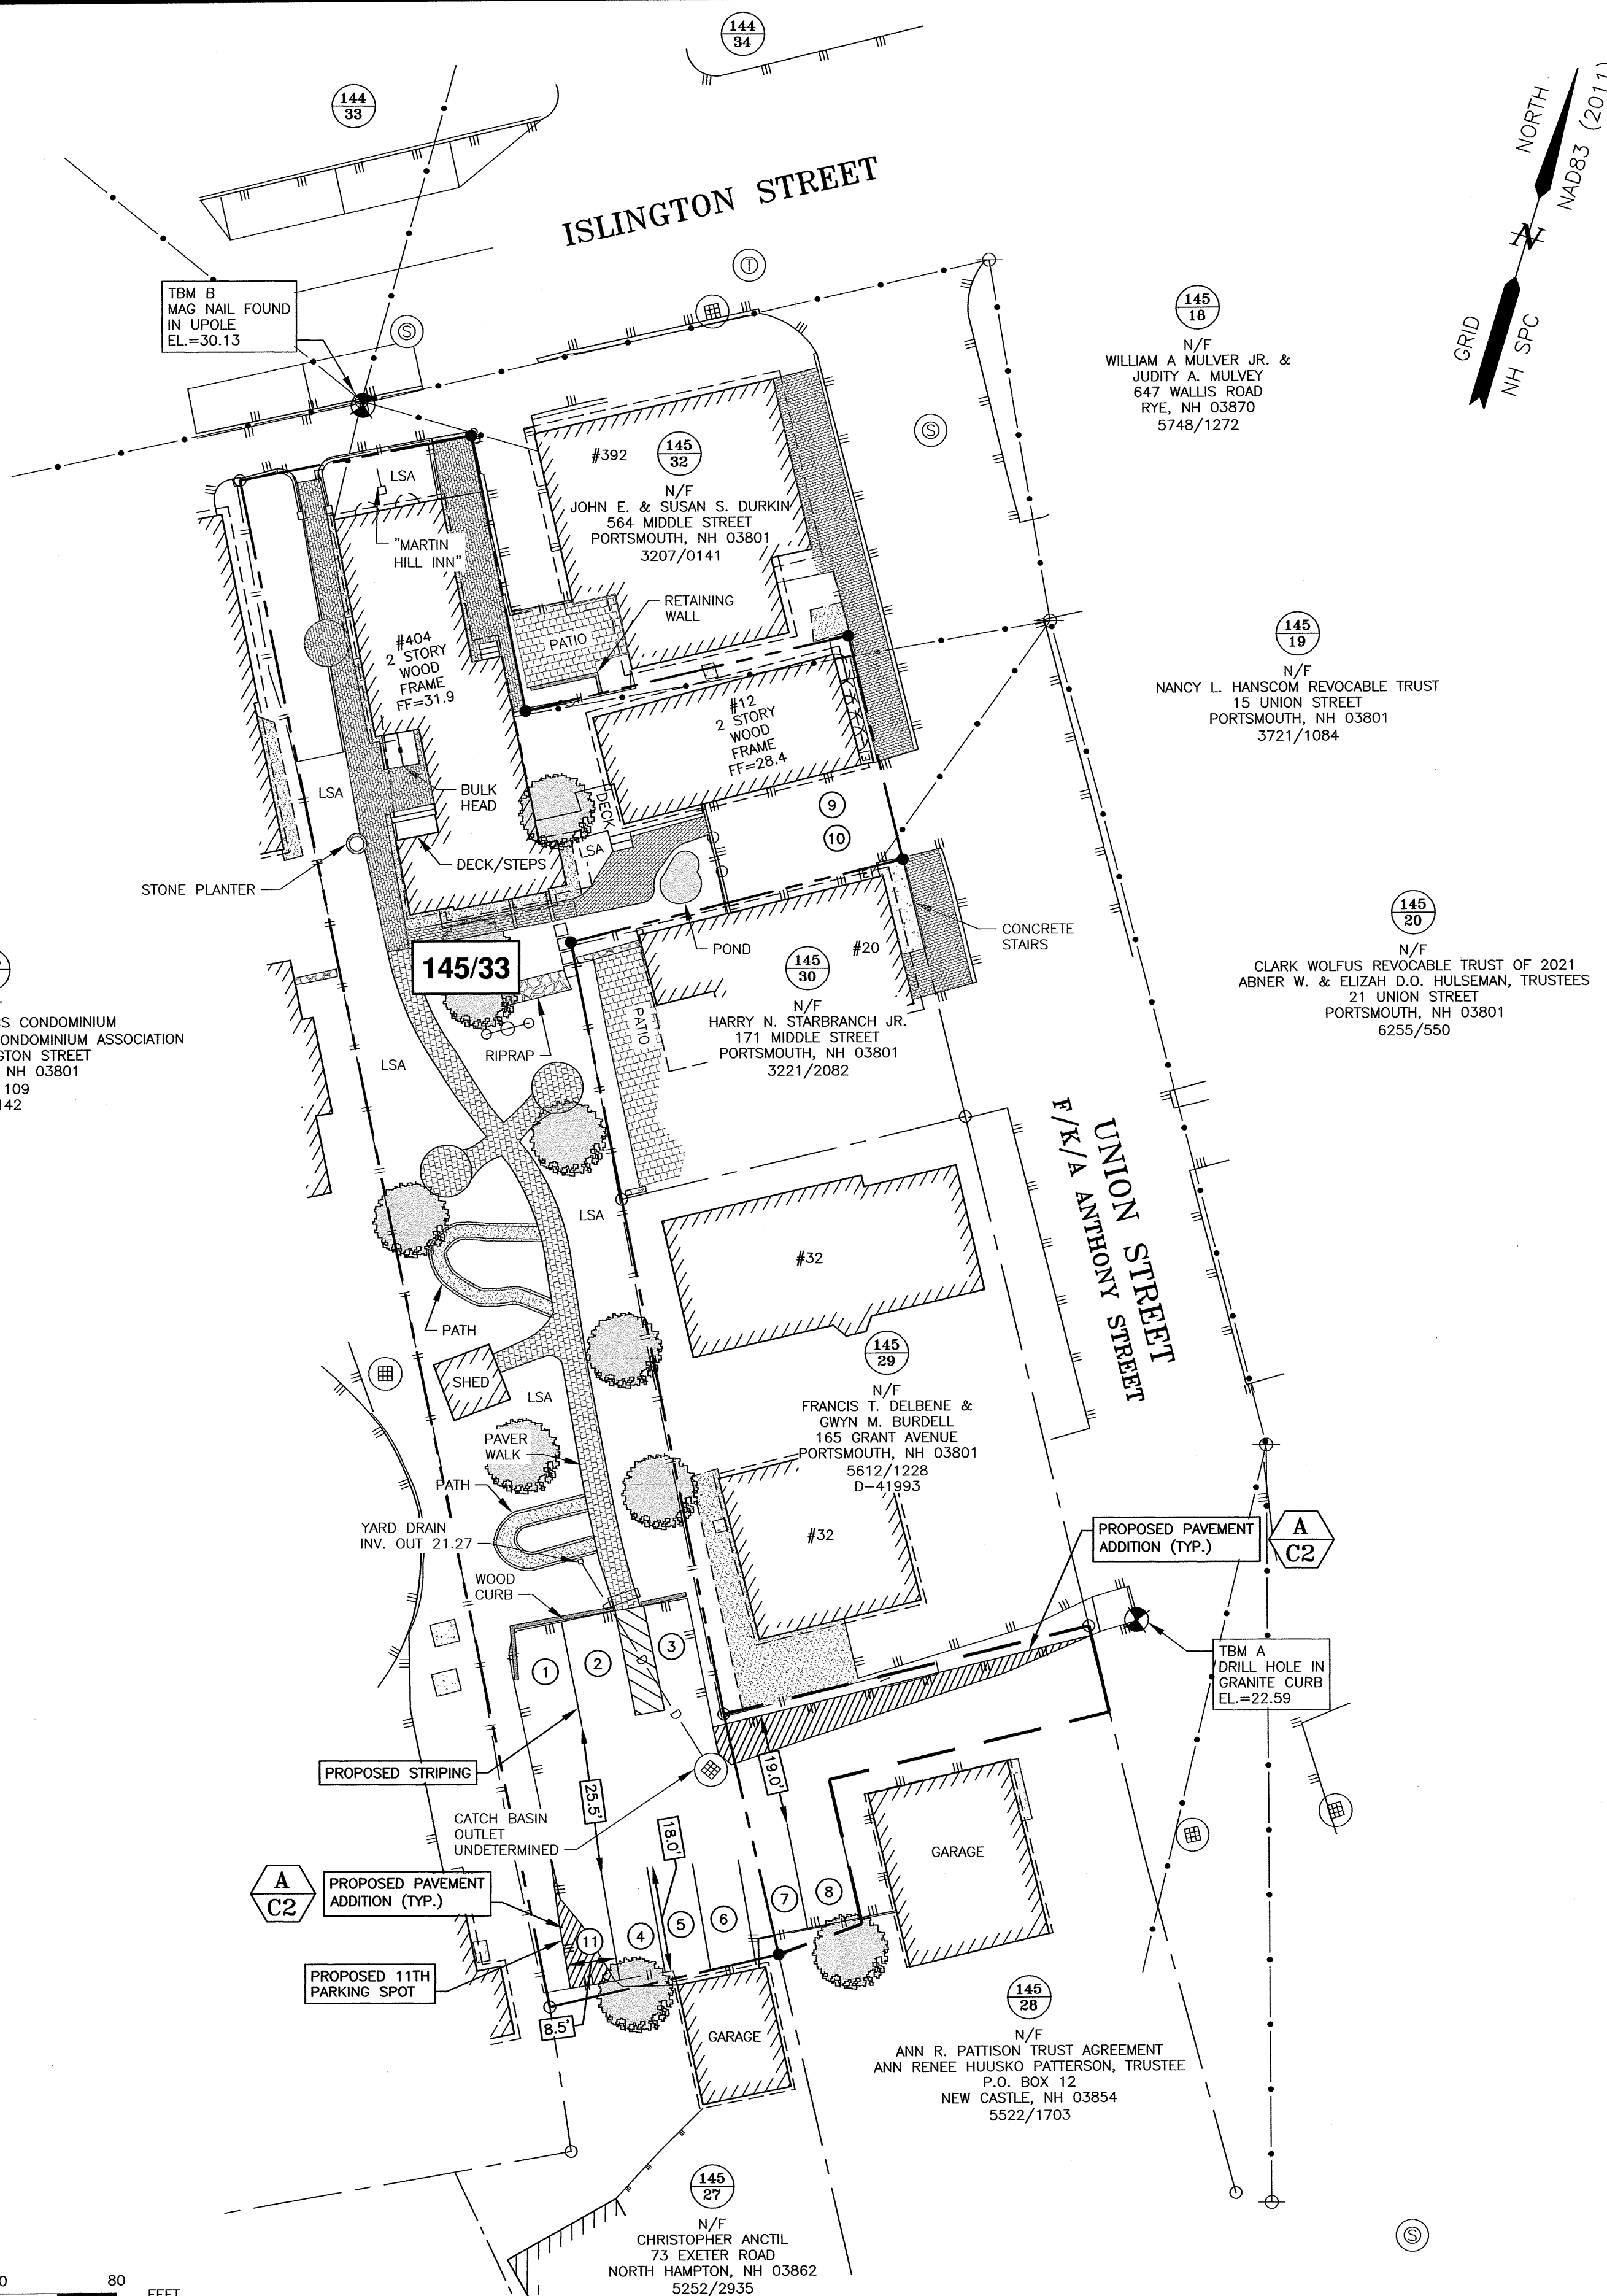 144
34
144
33
NORTH
NAD83 (2011)
N
GRID
NH SPC
ISLINGTON STREET
T
TBM B
MAG NAIL FOUND
IN UPOLE
EL.=30.13
S
145
18
N/F
WILLIAM A MULVER JR. &
JUDITY A. MULVEY
647 WALLIS ROAD
RYE, NH 03870
5748/1272
S
LSA
#392
145
32
N/F
JOHN E. & SUSAN S. DURKIN
564 MIDDLE STREET
PORTSMOUTH, NH 03801
3207/0141
"MARTIN
HILL INN"
RETAINING
WALL
PATIO
#404
2 STORY
WOOD
FRAME
FF=31.9
145
19
N/F
NANCY L. HANSCOM REVOCABLE TRUST
15 UNION STREET
PORTSMOUTH, NH 03801
3721/1084
#12
2 STORY
WOOD
FRAME
FF=28.4
LSA
BULK
HEAD
DECK
9
10
LSA
DECK/STEPS
STONE PLANTER
145/33
POND
#20
CONCRETE
STAIRS
145
20
N/F
CLARK WOLFUS REVOCABLE TRUST OF 2021
ABNER W. & ELIZAH D.O. HULSEMAN, TRUSTEES
21 UNION STREET
PORTSMOUTH, NH 03801
6255/550
145
30
N/F
HARRY N. STARBRANCH JR.
171 MIDDLE STREET
PORTSMOUTH, NH 03801
3221/2082
PATIO
S CONDOMINIUM
ONDOMINIUM ASSOCIATION
GTON STREET
NH 03801
109
142
LSA
RIPRAP
UNION STREET
F/K/A ANTHONY STREET
LSA
#32
PATH
145
29
N/F
FRANCIS T. DELBENE &
GWYN M. BURDELL
165 GRANT AVENUE
PORTSMOUTH, NH 03801
5612/1228
D-41993
SHED
LSA
PAVER
WALK
PATH
YARD DRAIN
INV. OUT 21.27
#32
PROPOSED PAVEMENT
ADDITION (TYP.)
A
C2
WOOD
CURB
1
2
3
D
TBM A
DRILL HOLE IN
GRANITE CURB
EL.=22.59
PROPOSED STRIPING
25.5'
19.0'
CATCH BASIN
OUTLET
UNDETERMINED
18.0'
GARAGE
A
C2
PROPOSED PAVEMENT
ADDITION (TYP.)
11
4
5
6
7
8
PROPOSED 11TH
PARKING SPOT
8.5'
GARAGE
145
28
N/F
ANN R. PATTISON TRUST AGREEMENT
ANN RENEE HUUSKO PATTERSON, TRUSTEE
P.O. BOX 12
NEW CASTLE, NH 03854
5522/1703
145
27
N/F
CHRISTOPHER ANCTIL
73 EXETER ROAD
NORTH HAMPTON, NH 03862
5252/2935
S
0
80
FEET